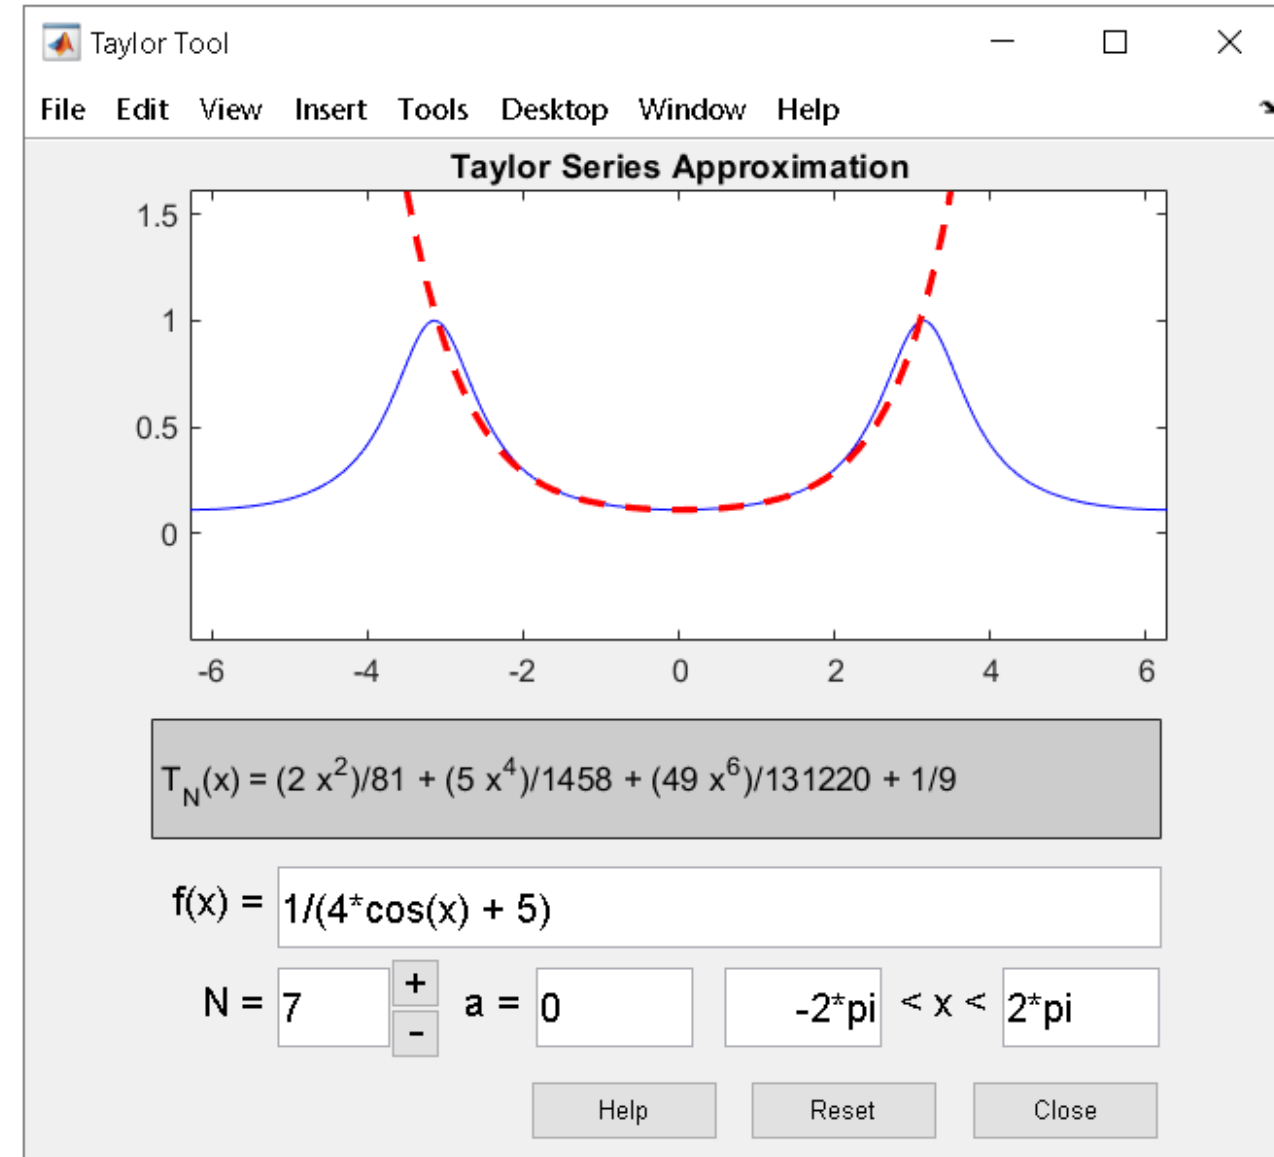 Taylor Tool
File Edit View Insert Tools Desktop Window Help
Taylor Series Approximation
1.5
1
0.5
0
-6 -4 -2 0 2 4 6
T_N(x) = (2 x^2)/81 + (5 x^4)/1458 + (49 x^6)/131220 + 1/9
f(x) = 1/(4*cos(x) + 5)
N = 7 + - a = 0 -2*pi < x < 2*pi
Help Reset Close